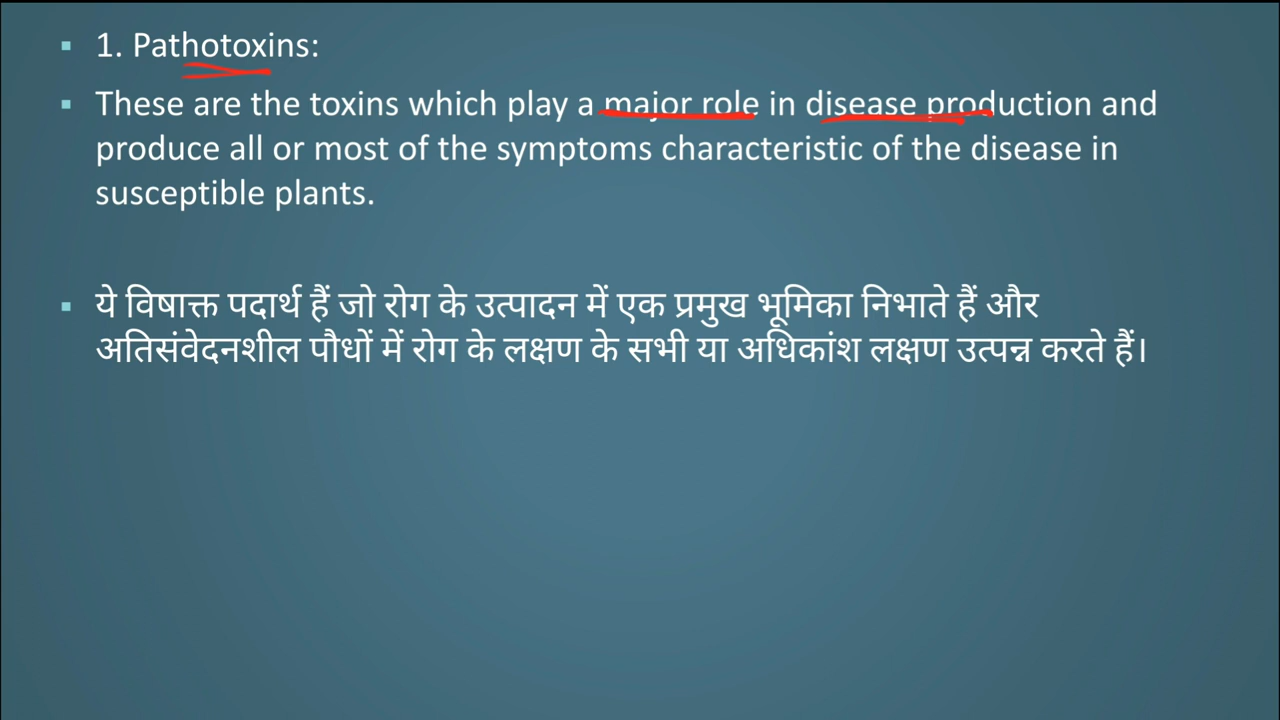 1. Pathotoxins:
These are the toxins which play a major role in disease production and
produce all or most of the symptoms characteristic of the disease in
susceptible plants.
ये विषाक्त पदार्थ हैं जो रोग के उत्पादन में एक प्रमुख भूमिका निभाते हैं और
अतिसंवेदनशील पौधों में रोग के लक्षण के सभी या अधिकांश लक्षण उत्पन्न करते हैं।